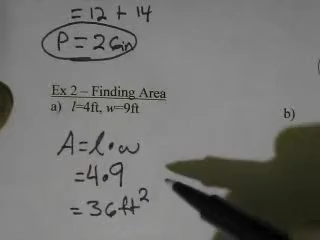 = 12 + 14
P = 26in
Ex 2 – Finding Area
a) l=4ft, w=9ft
b)
A = l • w
= 4 • 9
= 36ft²